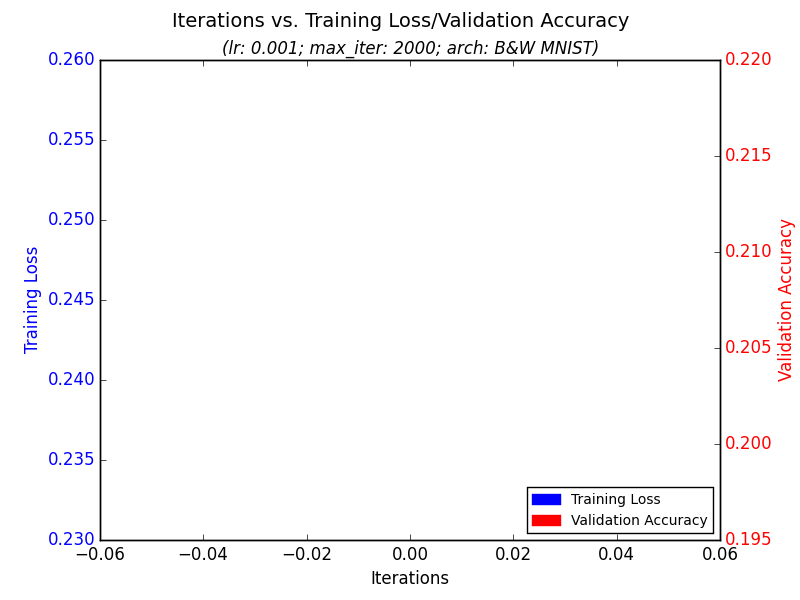 Iterations vs. Training Loss/Validation Accuracy
(lr: 0.001; max_iter: 2000; arch: B&W MNIST)
0.260
0.255
0.250
0.245
0.240
0.235
0.230
Training Loss
0.220
0.215
0.210
0.205
0.200
0.195
Validation Accuracy
Training Loss
Validation Accuracy
−0.06 −0.04 −0.02 0.00 0.02 0.04 0.06
Iterations